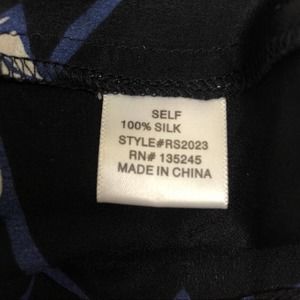 SELF
100% SILK
STYLE#RS2023
RN# 135245
MADE IN CHINA